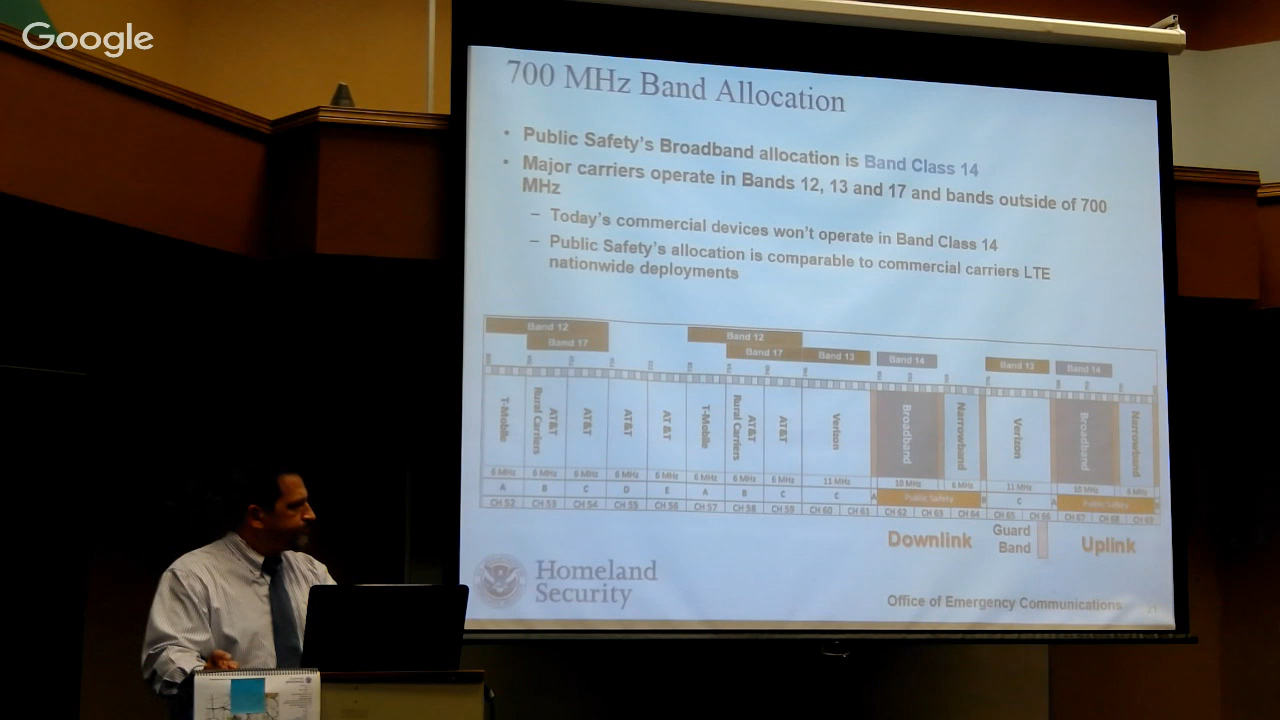 Google
700 MHz Band Allocation
• Public Safety's Broadband allocation is Band Class 14
• Major carriers operate in Bands 12, 13 and 17 and bands outside of 700
MHz
– Today's commercial devices won't operate in Band Class 14
– Public Safety's allocation is comparable to commercial carriers LTE
nationwide deployments
Band 12 Band 12
Band 17 Band 17 Band 13 Band 14 Band 13 Band 14
T-Mobile
Rural Carriers
AT&T
AT&T
AT&T
AT&T
T-Mobile
Rural Carriers
AT&T
AT&T
Verizon
Broadband
Narrowband
Verizon
Broadband
Narrowband
6 MHz 6 MHz 6 MHz 6 MHz 6 MHz 6 MHz 6 MHz 6 MHz 11 MHz 10 MHz 6 MHz 11 MHz 10 MHz 6 MHz
A B C D E A B C C A Public Safety B C A Public Safety
CH 52 CH 53 CH 54 CH 55 CH 56 CH 57 CH 58 CH 59 CH 60 CH 61 CH 62 CH 63 CH 64 CH 65 CH 66 CH 67 CH 68 CH 69
Downlink Guard Uplink
Band
Homeland
Security
Office of Emergency Communications
21